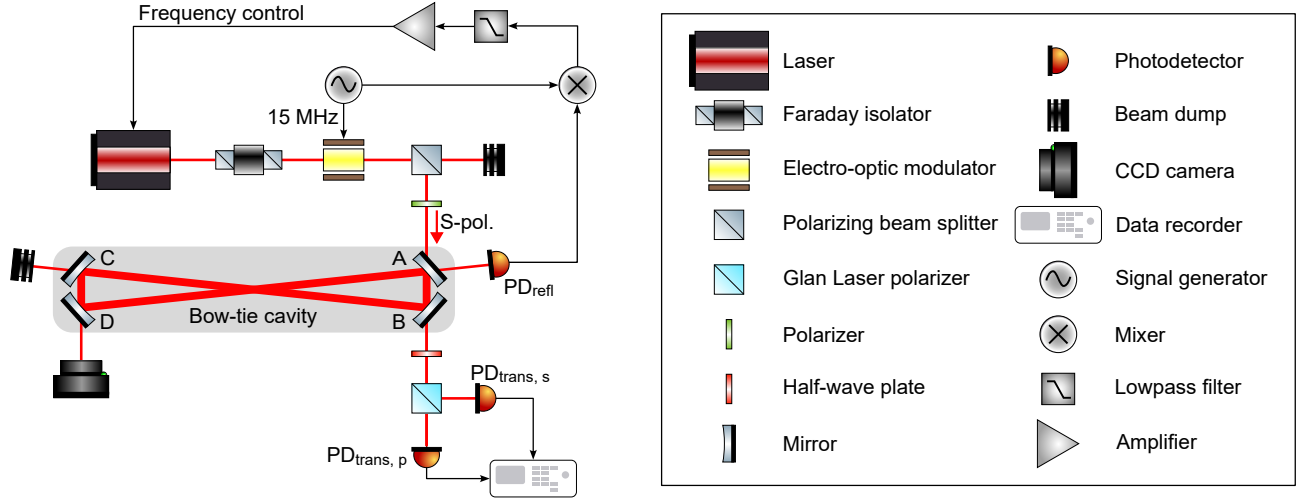 Frequency control
15 MHz
S-pol.
C
A
PDrefl
D
B
Bow-tie cavity
PDtrans, s
PDtrans, p
Laser
Faraday isolator
Electro-optic modulator
Polarizing beam splitter
Glan Laser polarizer
Polarizer
Half-wave plate
Mirror
Photodetector
Beam dump
CCD camera
Data recorder
Signal generator
Mixer
Lowpass filter
Amplifier